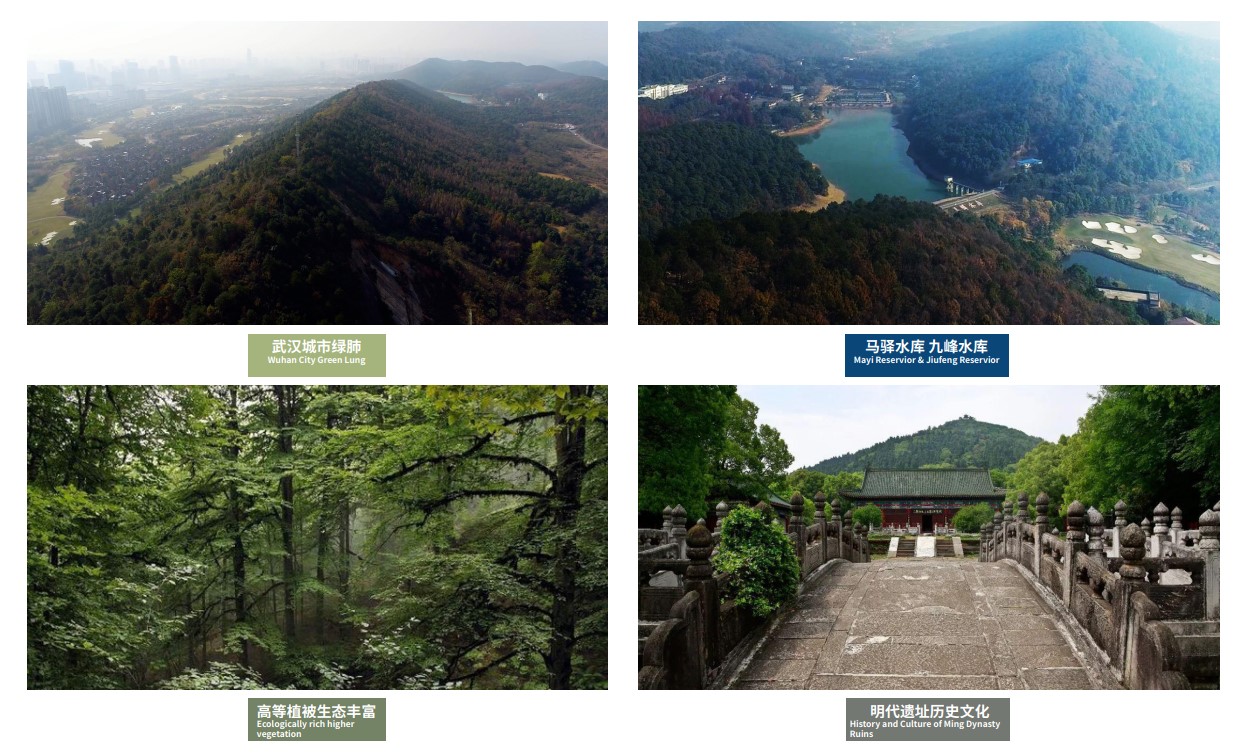 武汉城市绿肺
Wuhan City Green Lung
马驿水库 九峰水库
Mayi Reservior & Jiufeng Reservior
高等植被生态丰富
Ecologically rich higher
vegetation
明代遗址历史文化
History and Culture of Ming Dynasty
Ruins